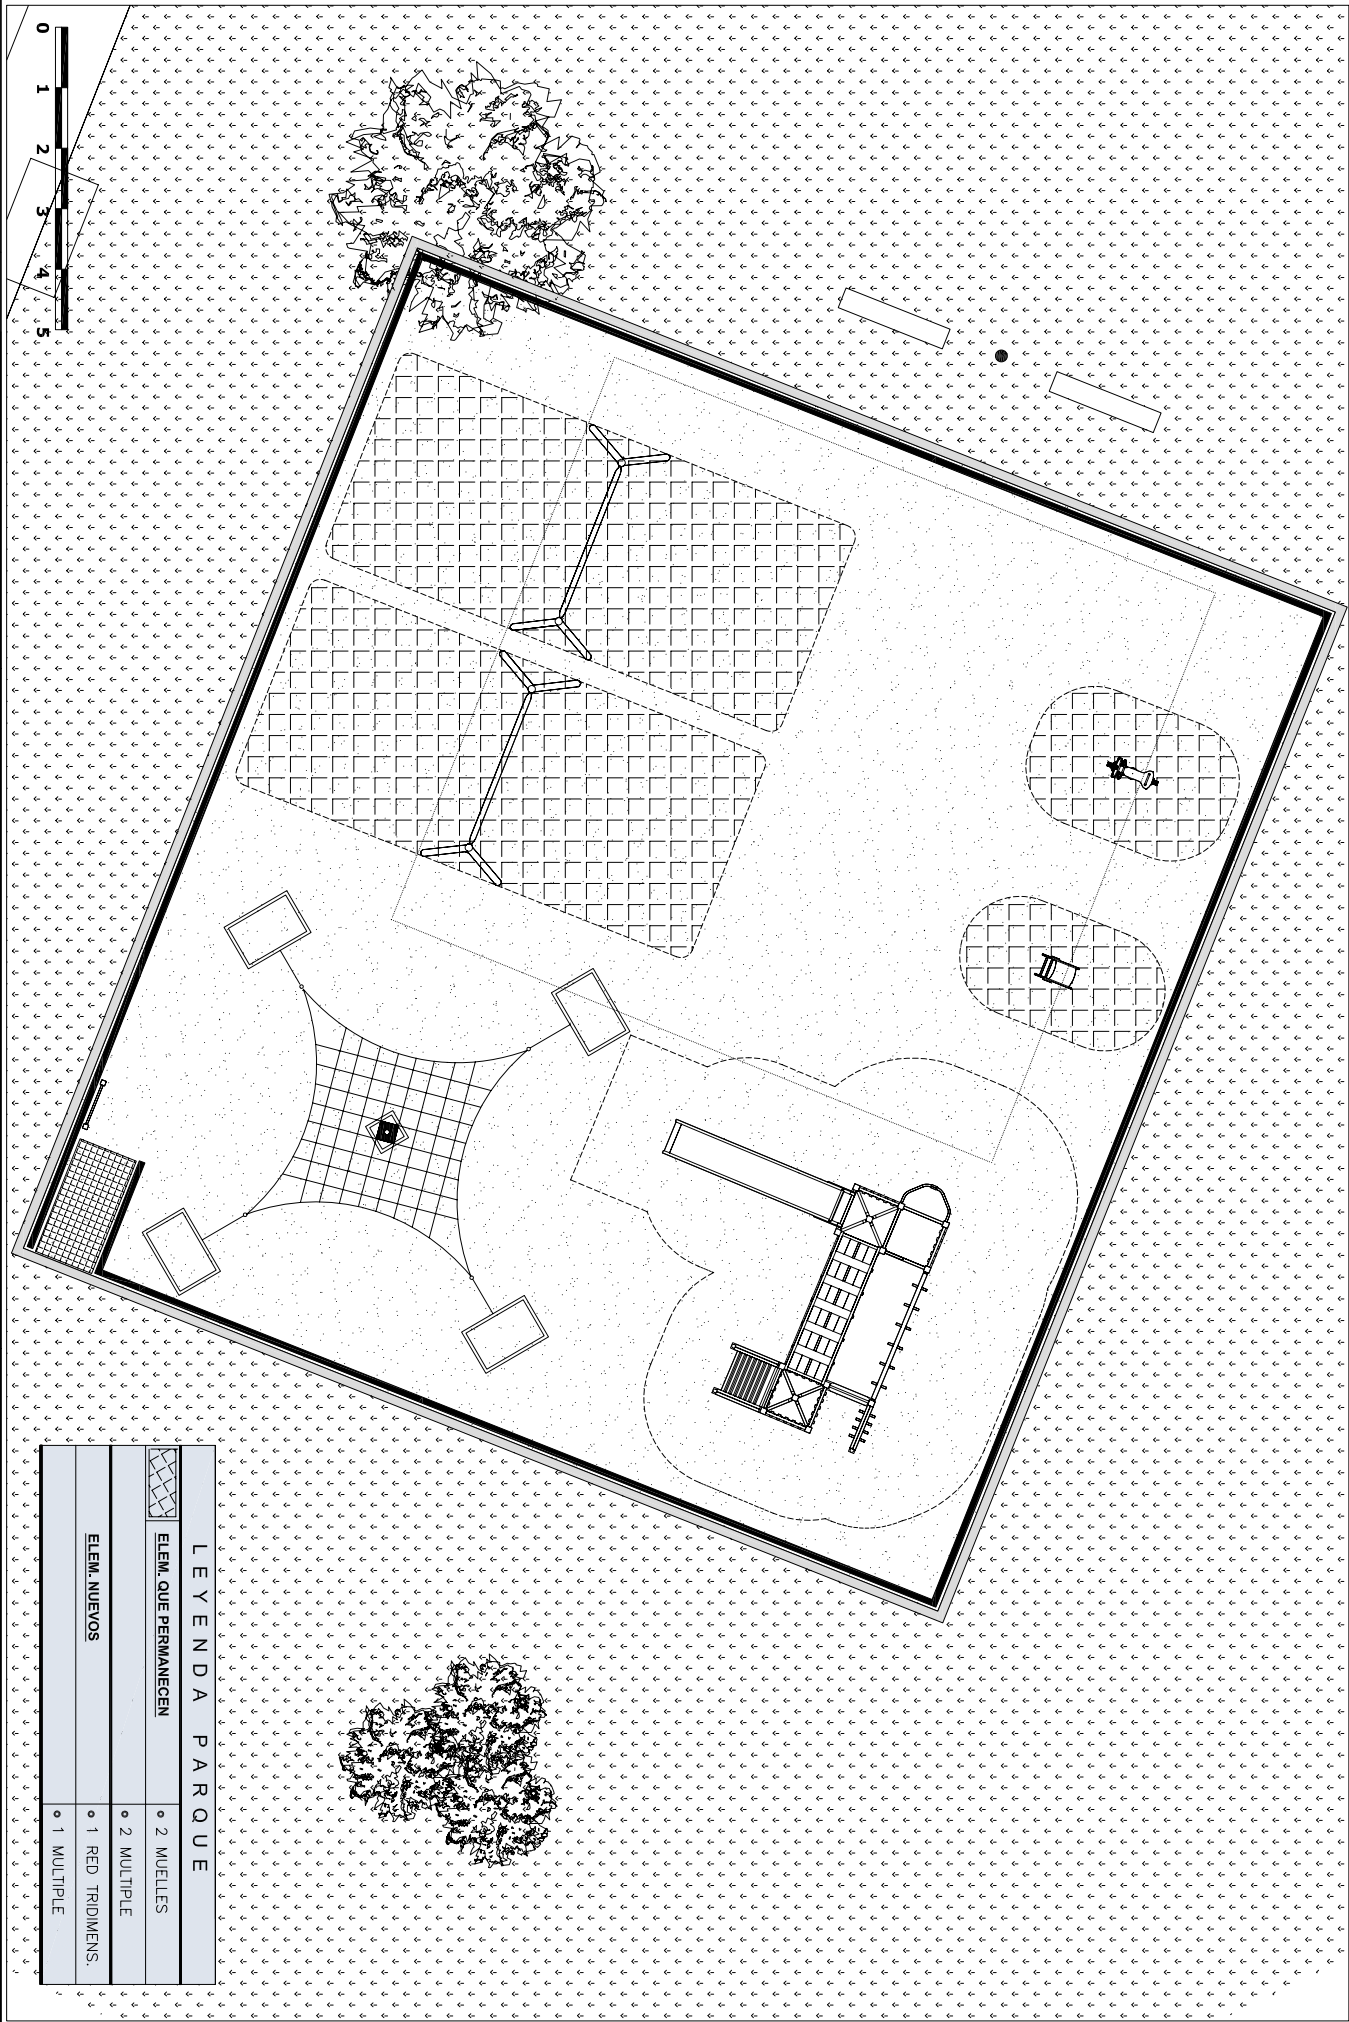 0 1 2 3 4 5
LEYENDA PARQUE
ELEM. QUE PERMANECEN
• 2 MUELLES
• 2 MULTIPLE
ELEM. NUEVOS
• 1 RED TRIDIMENS.
• 1 MULTIPLE